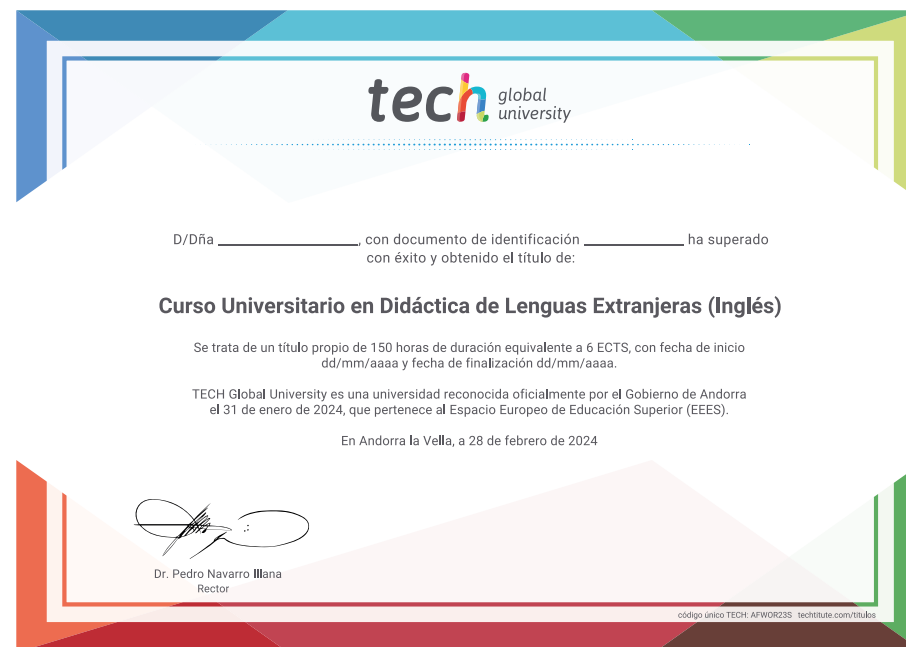 tech global university
D/Dña ________________, con documento de identificación ____________ ha superado
con éxito y obtenido el título de:
Curso Universitario en Didáctica de Lenguas Extranjeras (Inglés)
Se trata de un título propio de 150 horas de duración equivalente a 6 ECTS, con fecha de inicio
dd/mm/aaaa y fecha de finalización dd/mm/aaaa.
TECH Global University es una universidad reconocida oficialmente por el Gobierno de Andorra
el 31 de enero de 2024, que pertenece al Espacio Europeo de Educación Superior (EEES).
En Andorra la Vella, a 28 de febrero de 2024
Dr. Pedro Navarro Illana
Rector
código único TECH: AFWOR23S techtitute.com/titulos